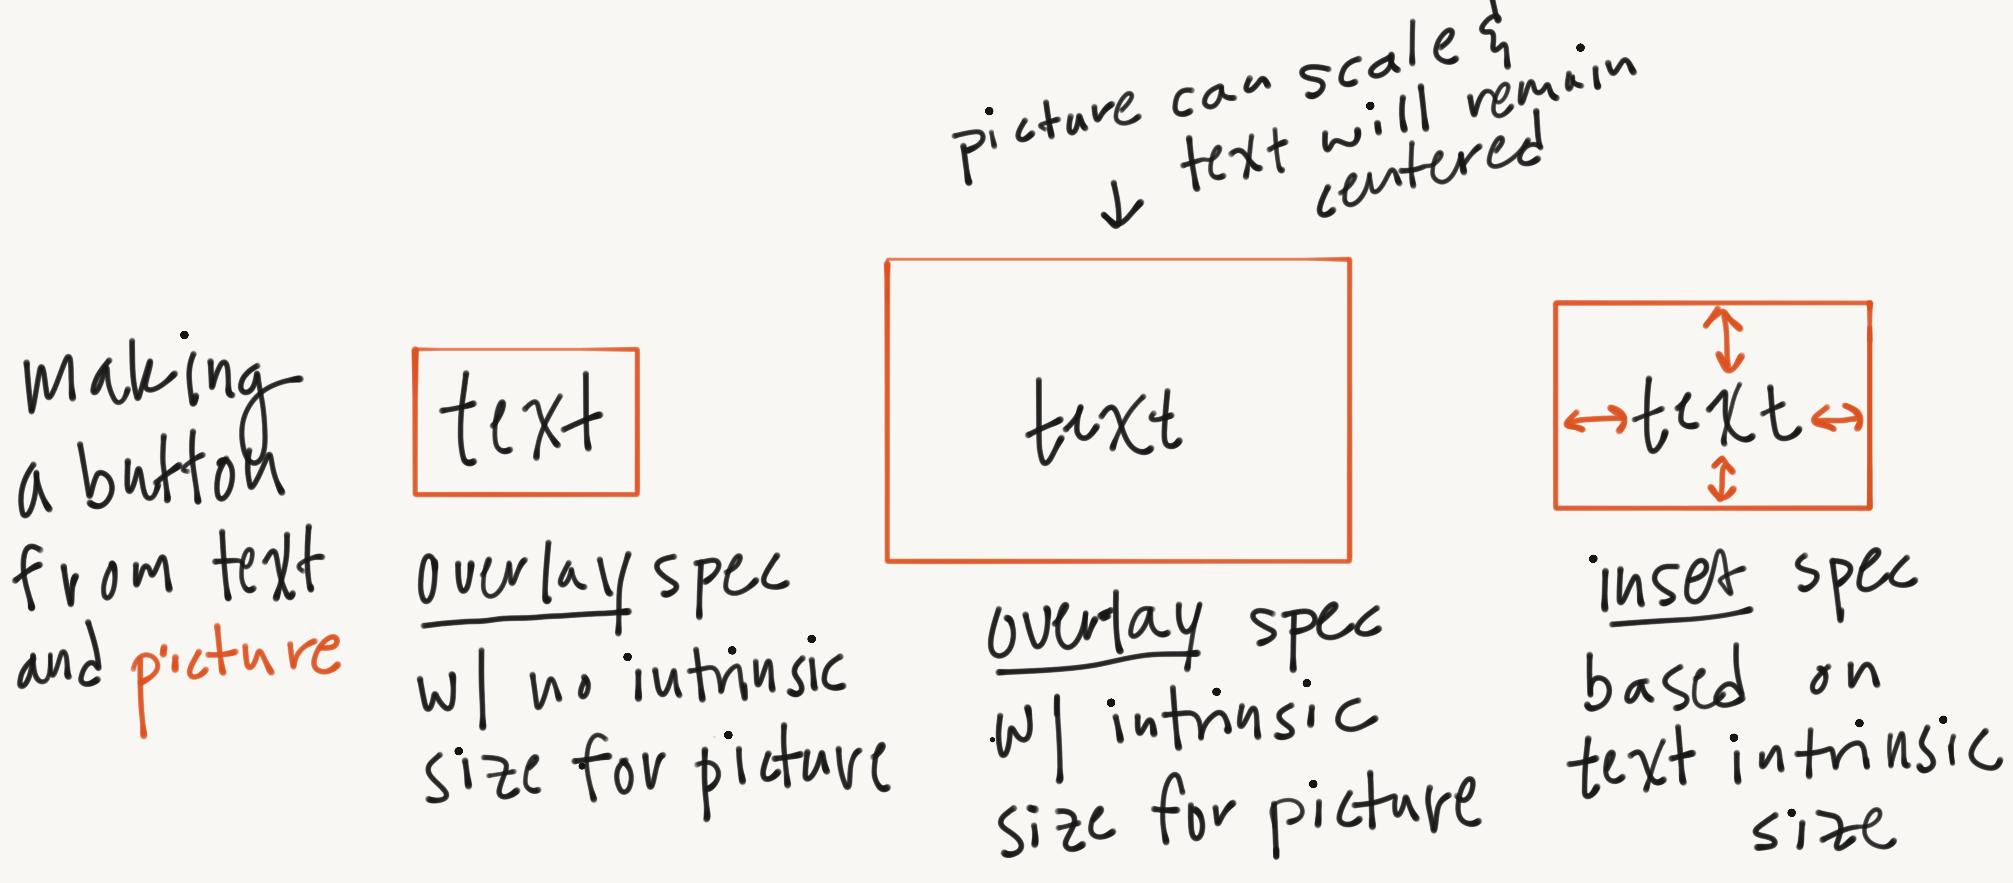 making
a button
from text
and picture
text
overlay spec
w/ no intrinsic
size for picture
picture can scale &
text will remain
centered
text
overlay spec
w/ intrinsic
size for picture
text
inset spec
based on
text intrinsic
size